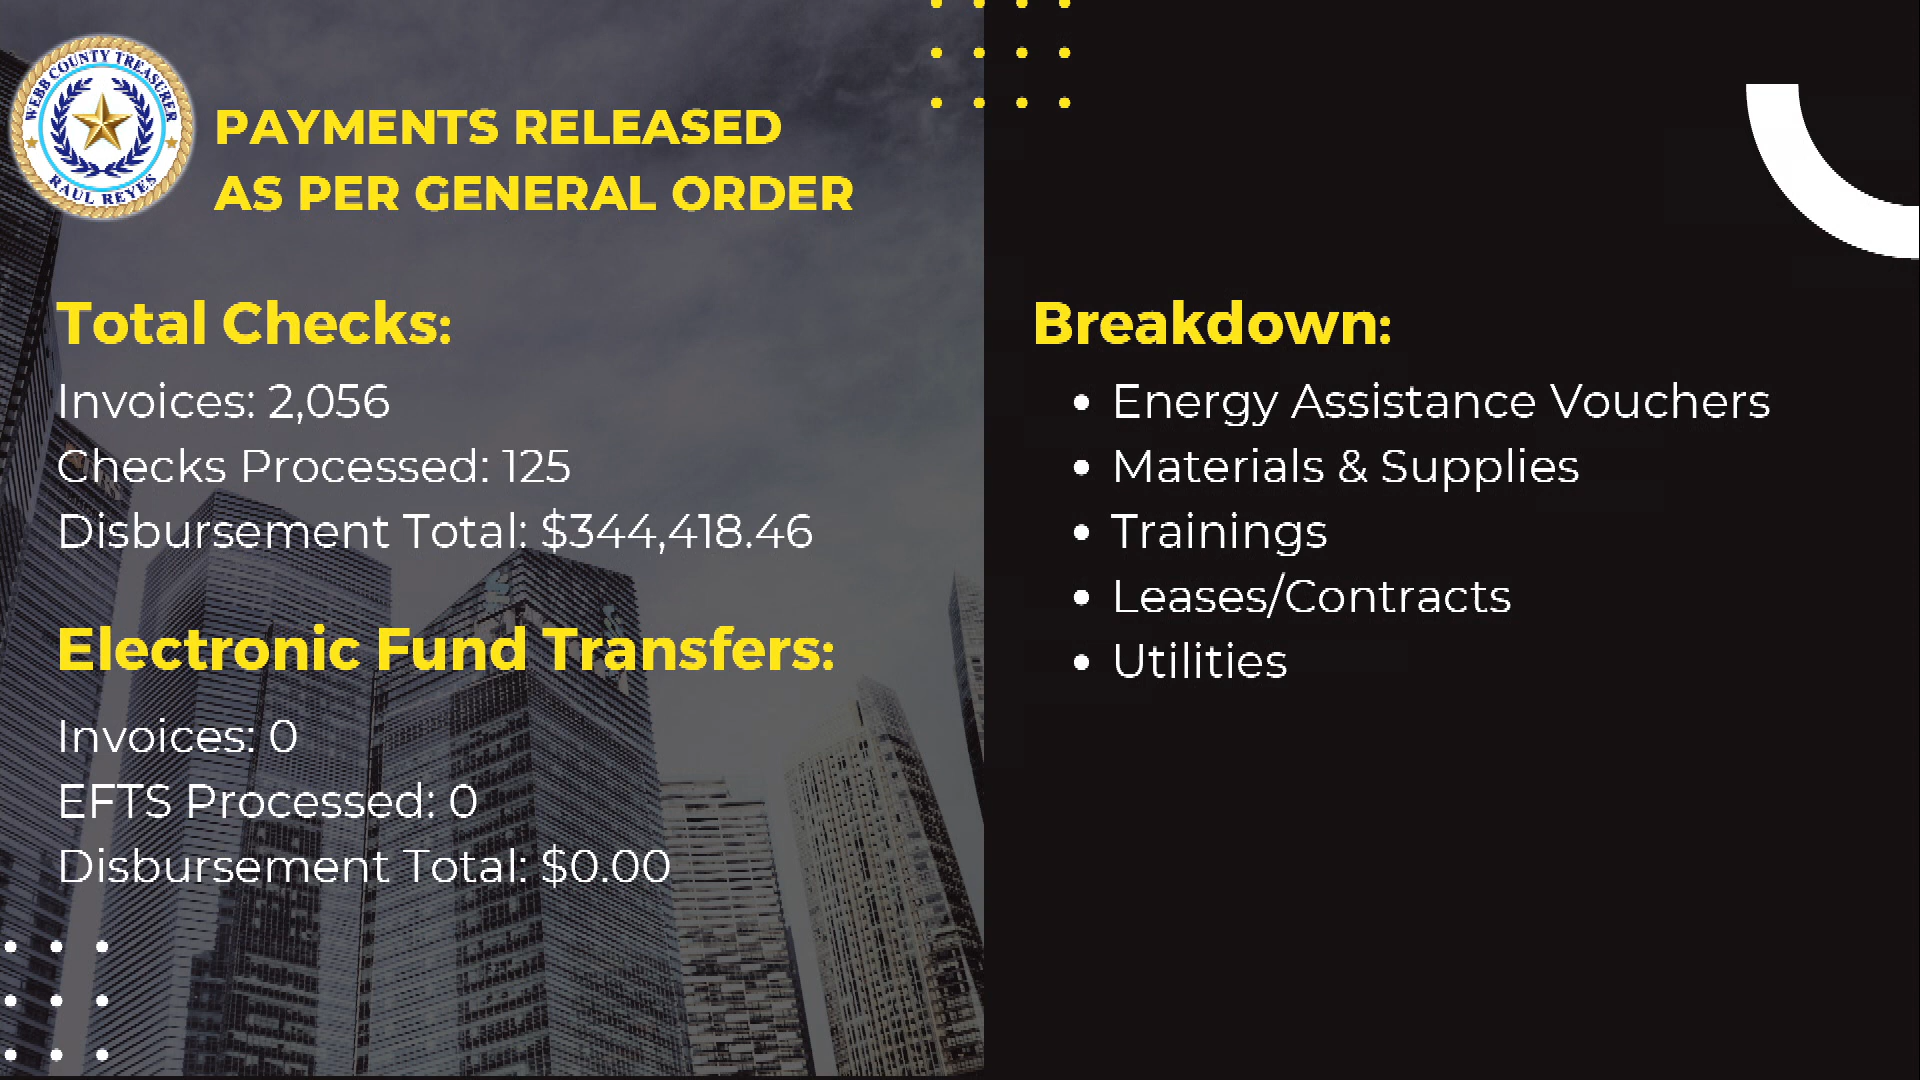 WEBB COUNTY TREASURER
RAUL REYES
PAYMENTS RELEASED
AS PER GENERAL ORDER
Total Checks:
Invoices: 2,056
Checks Processed: 125
Disbursement Total: $344,418.46
Electronic Fund Transfers:
Invoices: 0
EFTS Processed: 0
Disbursement Total: $0.00
Breakdown:
• Energy Assistance Vouchers
• Materials & Supplies
• Trainings
• Leases/Contracts
• Utilities